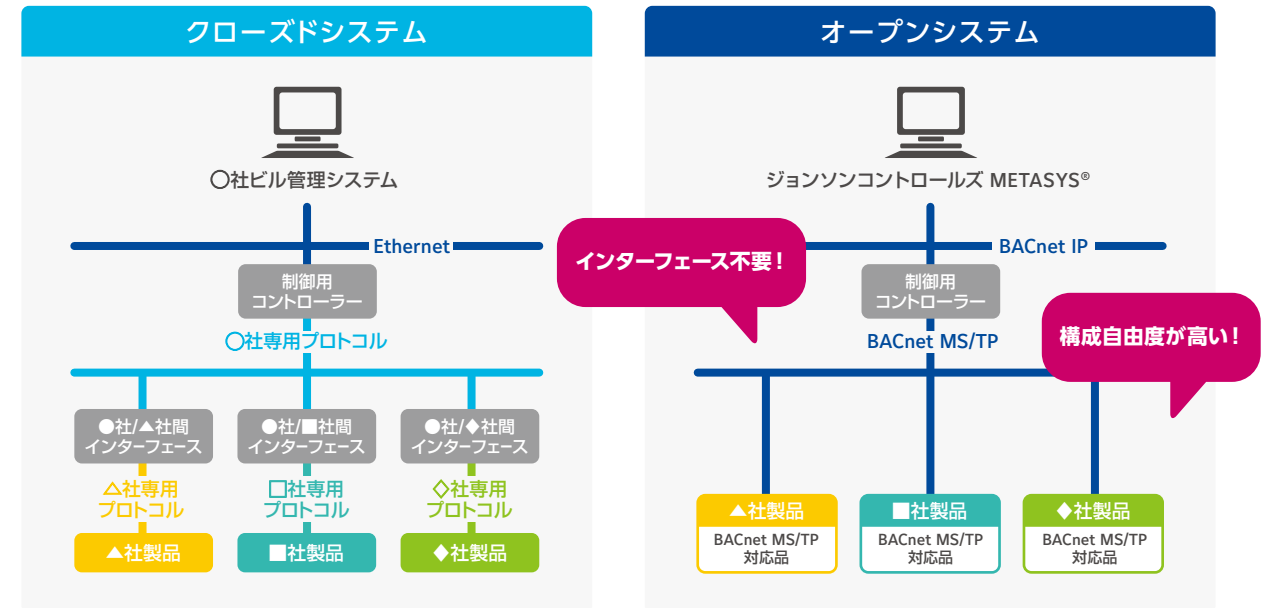 クローズドシステム
〇社ビル管理システム
Ethernet
制御用
コントローラー
〇社専用プロトコル
●社/▲社間
インターフェース
●社/■社間
インターフェース
●社/◆社間
インターフェース
△社専用
プロトコル
□社専用
プロトコル
◇社専用
プロトコル
▲社製品
■社製品
◆社製品
オープンシステム
ジョンソンコントロールズ METASYS®
インターフェース不要！
BACnet IP
制御用
コントローラー
BACnet MS/TP
構成自由度が高い！
▲社製品
BACnet MS/TP
対応品
■社製品
BACnet MS/TP
対応品
◆社製品
BACnet MS/TP
対応品